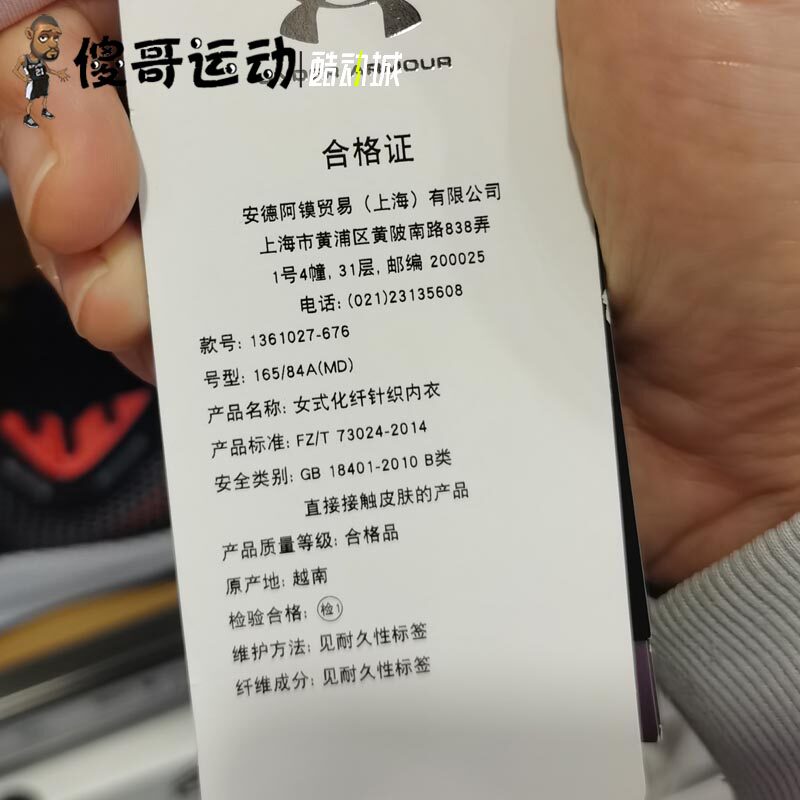 傻哥运动|酷动城
UNDER ARMOUR
合格证
安德阿镆贸易（上海）有限公司
上海市黄浦区黄陂南路838弄
1号4幢, 31层, 邮编 200025
电话: (021)23135608
款号: 1361027-676
号型: 165/84A(MD)
产品名称: 女式化纤针织内衣
产品标准: FZ/T 73024-2014
安全类别: GB 18401-2010 B类
直接接触皮肤的产品
产品质量等级: 合格品
原产地: 越南
检验合格: 检1
维护方法: 见耐久性标签
纤维成分: 见耐久性标签
21